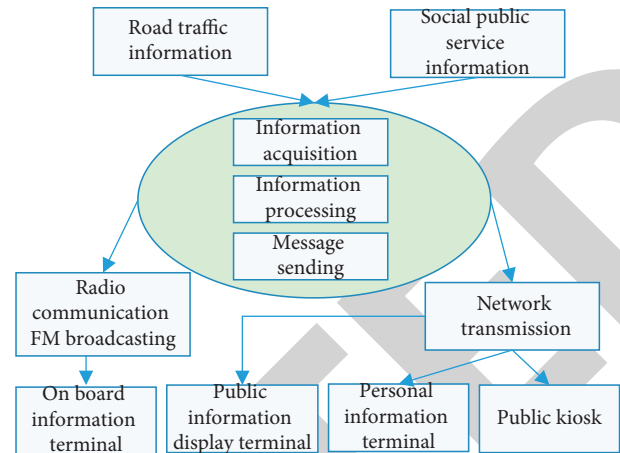 Road traffic
information
Social public
service
information
Information
acquisition
Information
processing
Message
sending
Radio
communication
FM broadcasting
Network
transmission
On board
information
terminal
Public
information
display terminal
Personal
information
terminal
Public kiosk